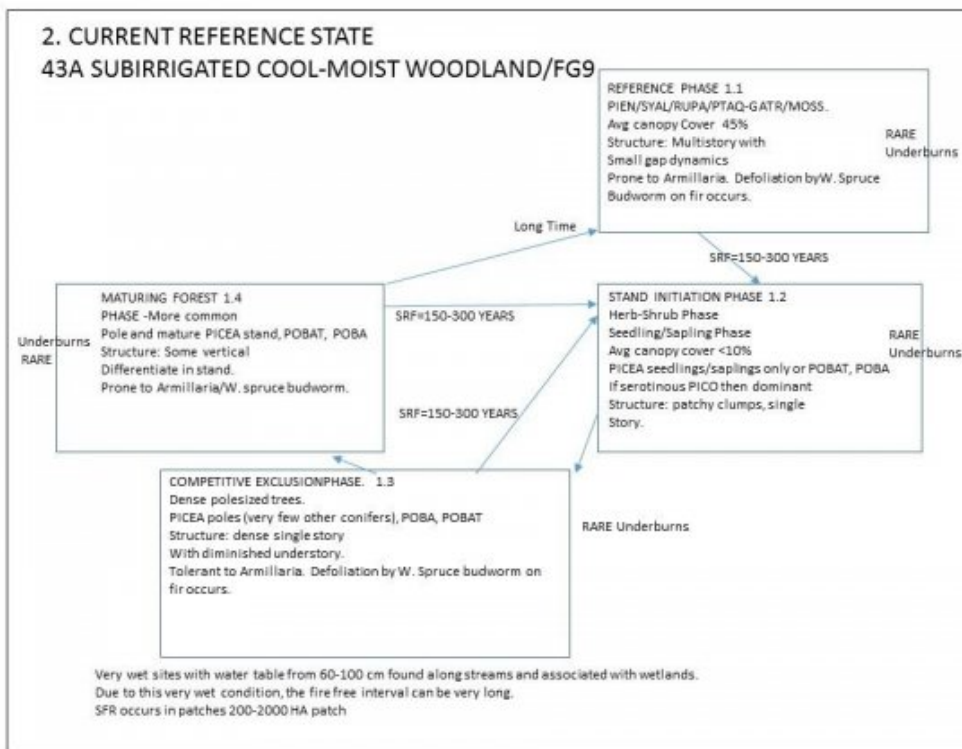 2. CURRENT REFERENCE STATE
43A SUBIRRIGATED COOL-MOIST WOODLAND/FG9
REFERENCE PHASE 1.1
PIEN/SYAL/RUPA/PTAQ-GATR/MOSS.
Avg canopy Cover 45%
Structure: Multistory with
Small gap dynamics
Prone to Armillaria. Defoliation byW. Spruce
Budworm on fir occurs.
RARE
Underburns
Long Time
SRF=150-300 YEARS
MATURING FOREST 1.4
PHASE -More common
Pole and mature PICEA stand, POBAT, POBA
Structure: Some vertical
Differentiate in stand.
Prone to Armillaria/W. spruce budworm.
Underburns
RARE
SRF=150-300 YEARS
STAND INITIATION PHASE 1.2
Herb-Shrub Phase
Seedling/Sapling Phase
Avg canopy cover <10%
PICEA seedlings/saplings only or POBAT, POBA
If serotinous PICO then dominant
Structure: patchy clumps, single
Story.
RARE
Underburns
SRF=150-300 YEARS
COMPETITIVE EXCLUSIONPHASE. 1.3
Dense polesized trees.
PICEA poles (very few other conifers), POBA, POBAT
Structure: dense single story
With diminished understory.
Tolerant to Armillaria. Defoliation by W. Spruce budworm on
fir occurs.
RARE Underburns
Very wet sites with water table from 60-100 cm found along streams and associated with wetlands.
Due to this very wet condition, the fire free interval can be very long.
SFR occurs in patches 200-2000 HA patch